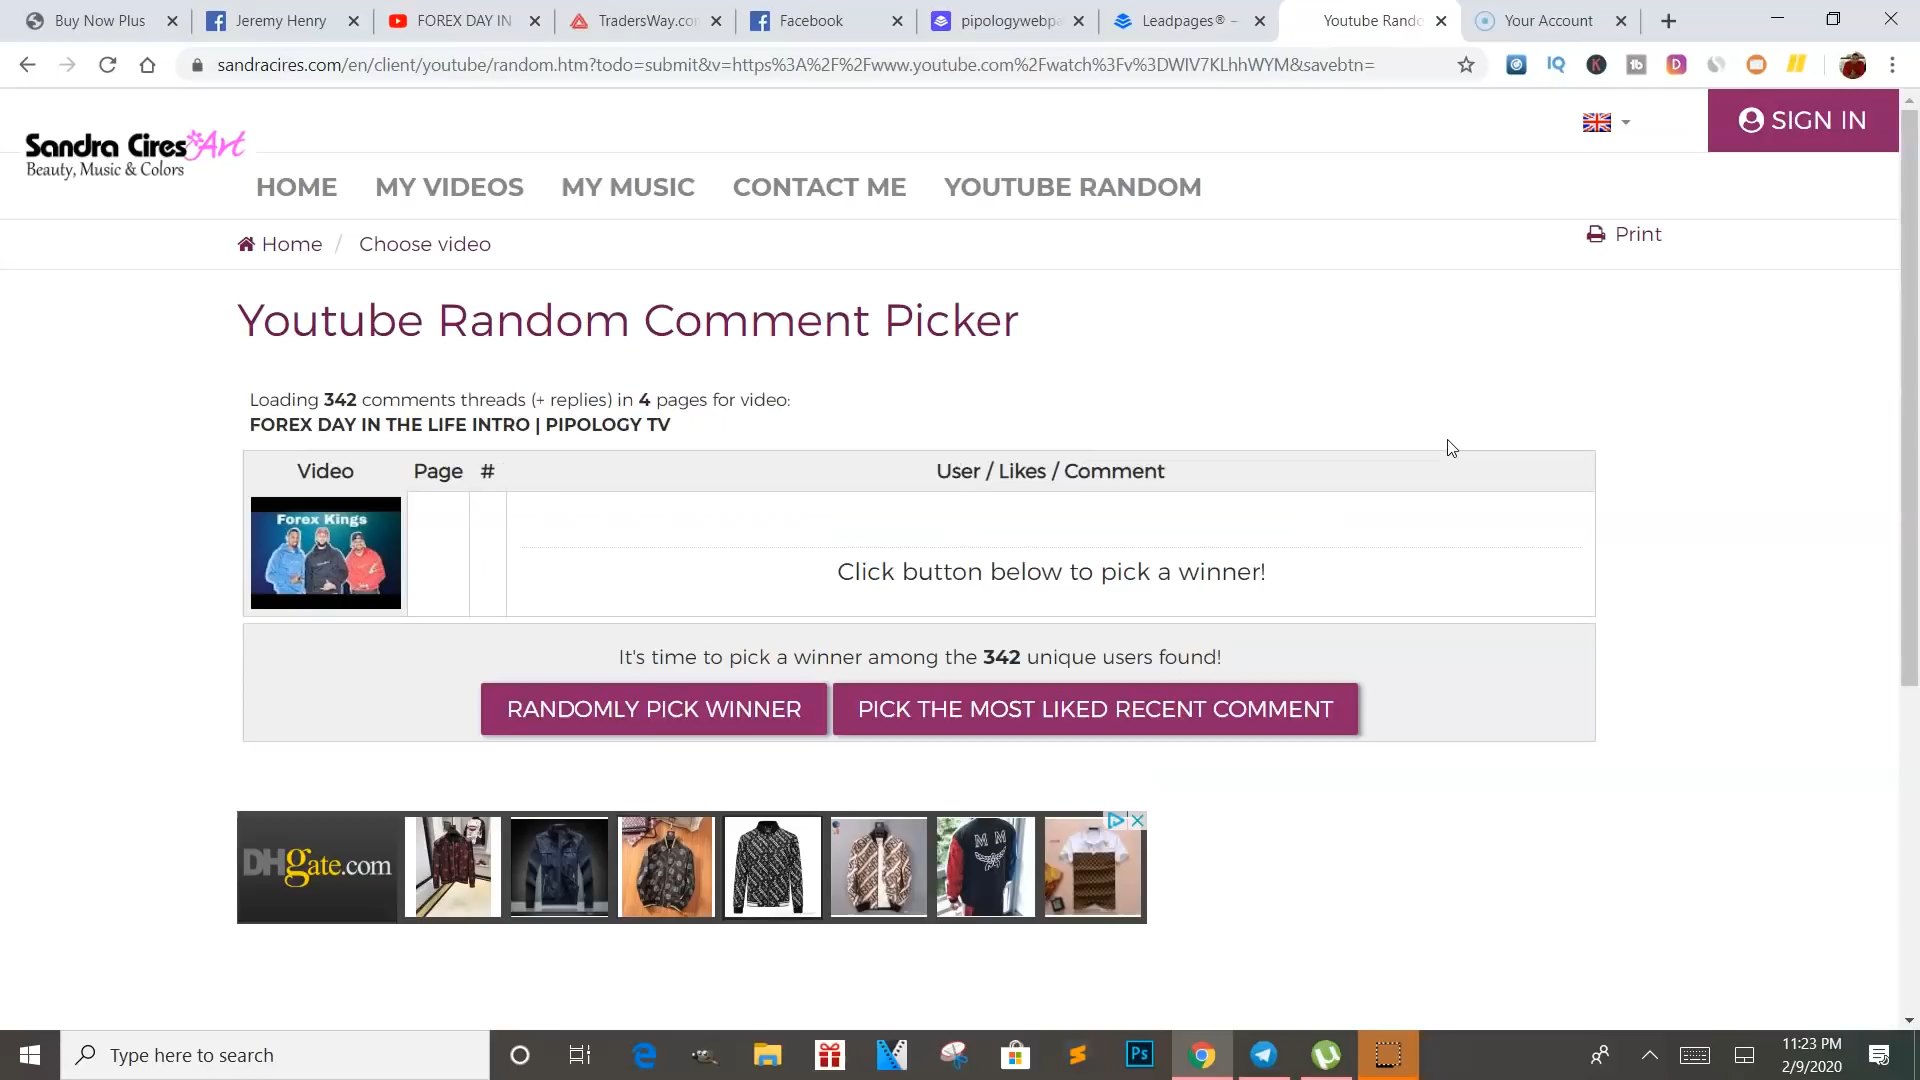 Buy Now Plus
Jeremy Henry
FOREX DAY IN
TradersWay.com
Facebook
pipologywebpa
Leadpages® –
Youtube Rando
Your Account
sandracires.com/en/client/youtube/random.htm?todo=submit&v=https%3A%2F%2Fwww.youtube.com%2Fwatch%3Fv%3DWIV7KLhhWYM&savebtn=
SIGN IN
Sandra Cires Art
Beauty, Music & Colors
HOME MY VIDEOS MY MUSIC CONTACT ME YOUTUBE RANDOM
Home / Choose video
Print
Youtube Random Comment Picker
Loading 342 comments threads (+ replies) in 4 pages for video:
FOREX DAY IN THE LIFE INTRO | PIPOLOGY TV
Video Page # User / Likes / Comment
Forex Kings
Click button below to pick a winner!
It's time to pick a winner among the 342 unique users found!
RANDOMLY PICK WINNER PICK THE MOST LIKED RECENT COMMENT
DHgate.com
M M
Type here to search
Ps
11:23 PM
2/9/2020